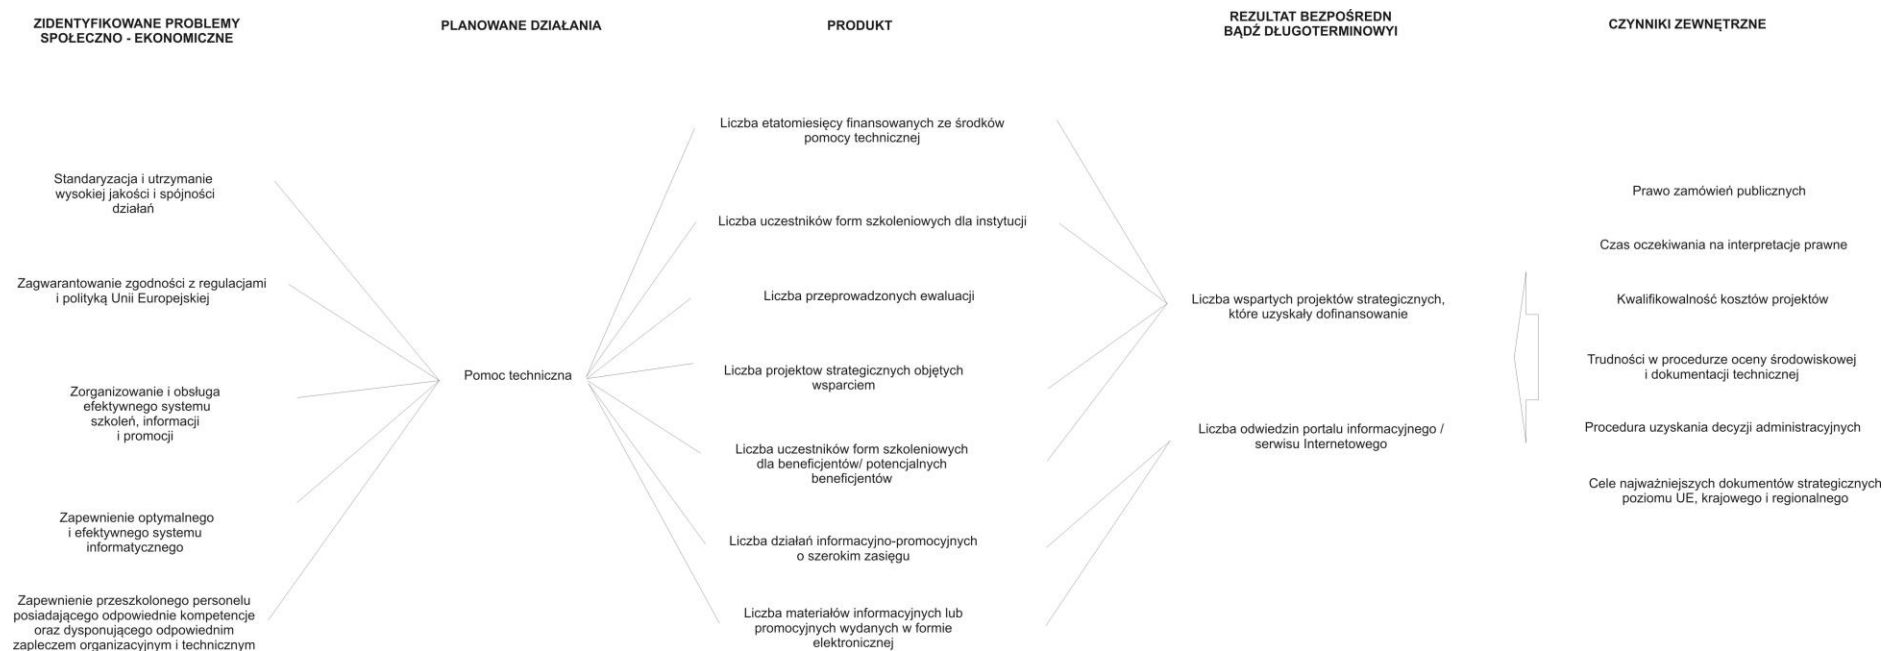 ZIDENTYFIKOWANE PROBLEMY
SPOŁECZNO - EKONOMICZNE
PLANOWANE DZIAŁANIA
PRODUKT
REZULTAT BEZPOŚREDN
BĄDŹ DŁUGOTERMINOWYI
CZYNNIKI ZEWNĘTRZNE
Standaryzacja i utrzymanie
wysokiej jakości i spójności
działań
Zagwarantowanie zgodności z regulacjami
i polityką Unii Europejskiej
Zorganizowanie i obsługa
efektywnego systemu
szkoleń, informacji
i promocji
Zapewnienie optymalnego
i efektywnego systemu
informatycznego
Zapewnienie przeszkolonego personelu
posiadającego odpowiednie kompetencje
oraz dysponującego odpowiednim
zapleczem organizacyjnym i technicznym
Pomoc techniczna
Liczba etatomiesięcy finansowanych ze środków
pomocy technicznej
Liczba uczestników form szkoleniowych dla instytucji
Liczba przeprowadzonych ewaluacji
Liczba projektow strategicznych objętych
wsparciem
Liczba uczestników form szkoleniowych
dla beneficjentów/ potencjalnych
beneficjentów
Liczba działań informacyjno-promocyjnych
o szerokim zasięgu
Liczba materiałów informacyjnych lub
promocyjnych wydanych w formie
elektronicznej
Liczba wspartych projektów strategicznych,
które uzyskały dofinansowanie
Liczba odwiedzin portalu informacyjnego /
serwisu Internetowego
Prawo zamówień publicznych
Czas oczekiwania na interpretacje prawne
Kwalifikowalność kosztów projektów
Trudności w procedurze oceny środowiskowej
i dokumentacji technicznej
Procedura uzyskania decyzji administracyjnych
Cele najważniejszych dokumentów strategicznych
poziomu UE, krajowego i regionalnego